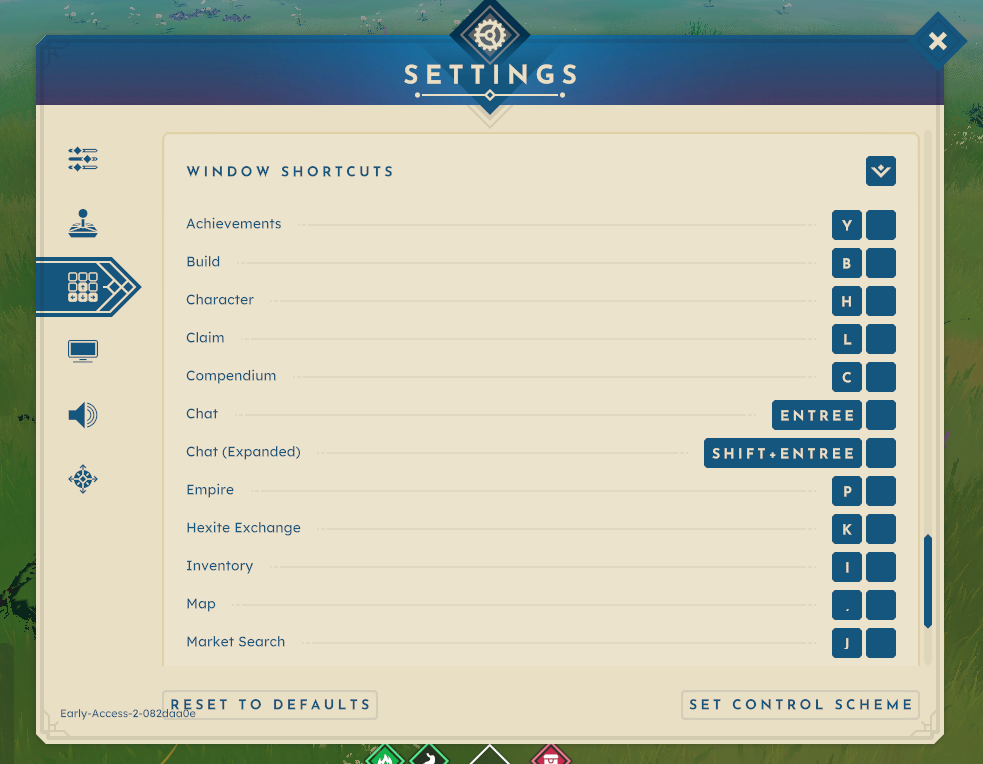 SETTINGS
WINDOW SHORTCUTS
Achievements Y
Build B
Character H
Claim L
Compendium C
Chat ENTREE
Chat (Expanded) SHIFT+ENTREE
Empire P
Hexite Exchange K
Inventory I
Map .
Market Search J
RESET TO DEFAULTS SET CONTROL SCHEME
Early-Access-2-082daa0e